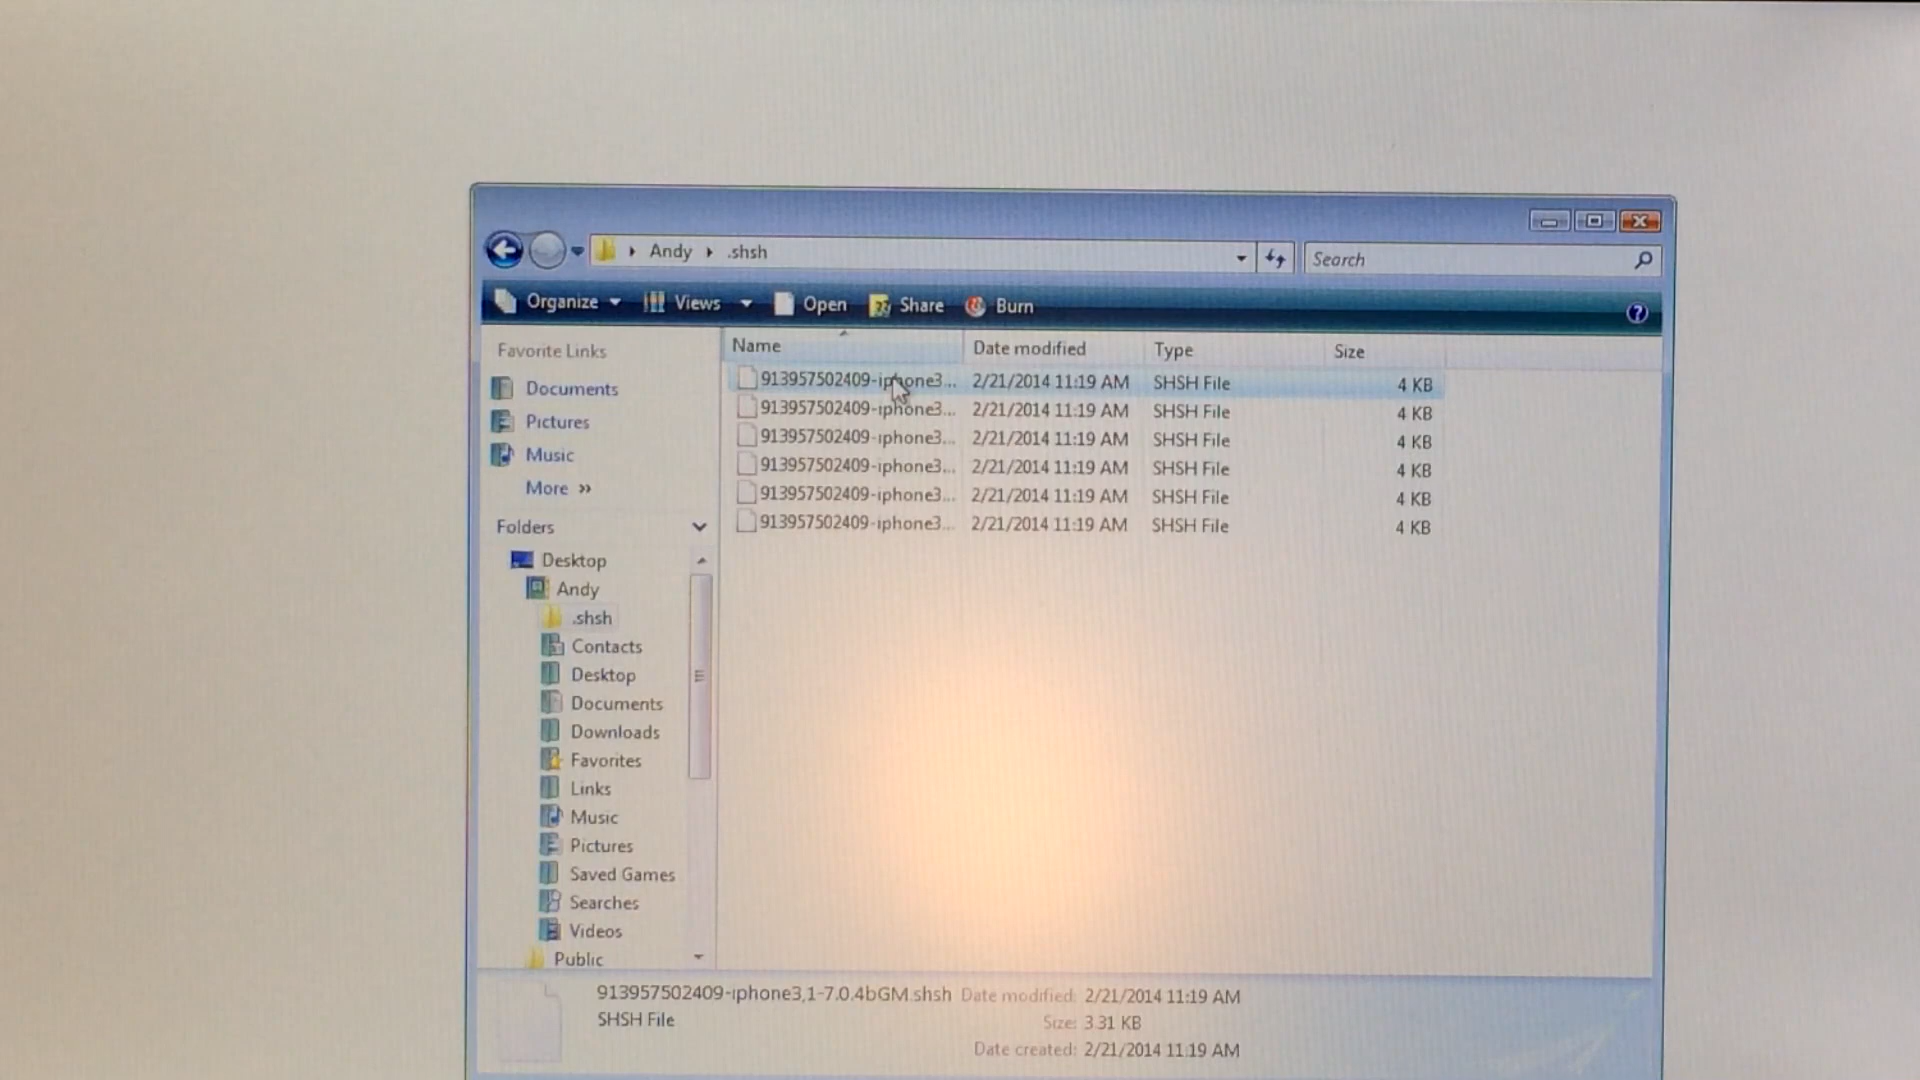 Andy .shsh
Search
Organize Views Open Share Burn
?
Favorite Links
Documents
Pictures
Music
More »
Folders
Desktop
Andy
.shsh
Contacts
Desktop
Documents
Downloads
Favorites
Links
Music
Pictures
Saved Games
Searches
Videos
Public
Name Date modified Type Size
913957502409-iphone3... 2/21/2014 11:19 AM SHSH File 4 KB
913957502409-iphone3... 2/21/2014 11:19 AM SHSH File 4 KB
913957502409-iphone3... 2/21/2014 11:19 AM SHSH File 4 KB
913957502409-iphone3... 2/21/2014 11:19 AM SHSH File 4 KB
913957502409-iphone3... 2/21/2014 11:19 AM SHSH File 4 KB
913957502409-iphone3... 2/21/2014 11:19 AM SHSH File 4 KB
913957502409-iphone3,1-7.0.4bGM.shsh Date modified: 2/21/2014 11:19 AM
SHSH File Size: 3.31 KB
Date created: 2/21/2014 11:19 AM